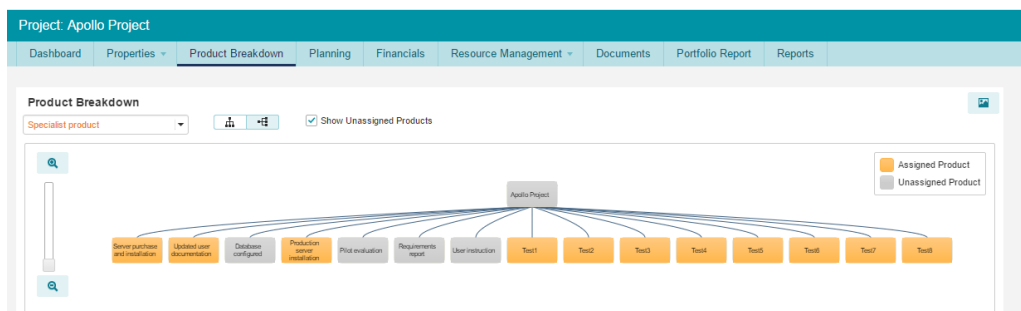 Project: Apollo Project
Dashboard Properties Product Breakdown Planning Financials Resource Management Documents Portfolio Report Reports
Product Breakdown
Specialist product
Show Unassigned Products
Assigned Product
Unassigned Product
Apollo Project
Server purchase
and installation
Updated user
documentation
Database
configured
Production
server
installation
Pilot evaluation
Requirements
report
User instruction
Test1
Test2
Test3
Test4
Test5
Test6
Test7
Test8